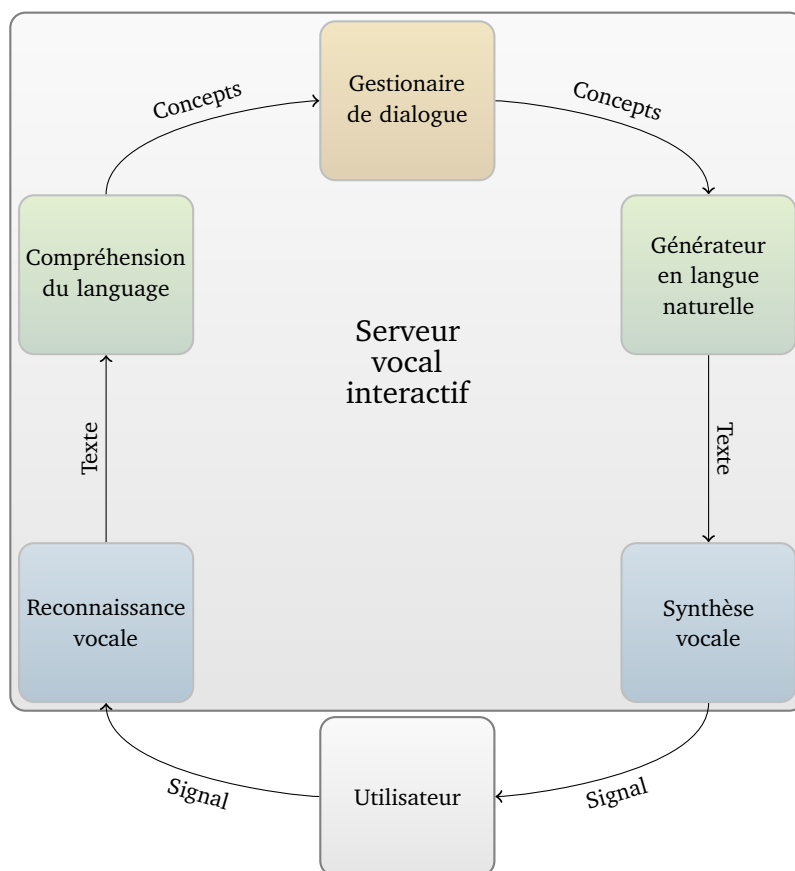 Gestionaire
de dialogue
Concepts
Concepts
Compréhension
du language
Générateur
en langue
naturelle
Serveur
vocal
interactif
Texte
Texte
Reconnaissance
vocale
Synthèse
vocale
Signal
Utilisateur
Signal